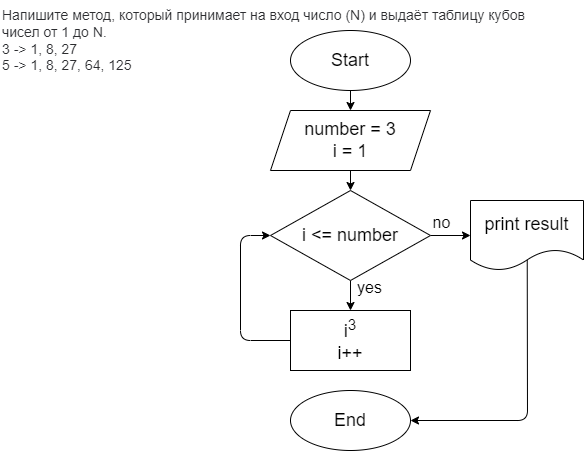 Напишите метод, который принимает на вход число (N) и выдаёт таблицу кубов
чисел от 1 до N.
3 -> 1, 8, 27
5 -> 1, 8, 27, 64, 125
Start
number = 3
i = 1
i <= number
no
print result
yes
i³
i++
End